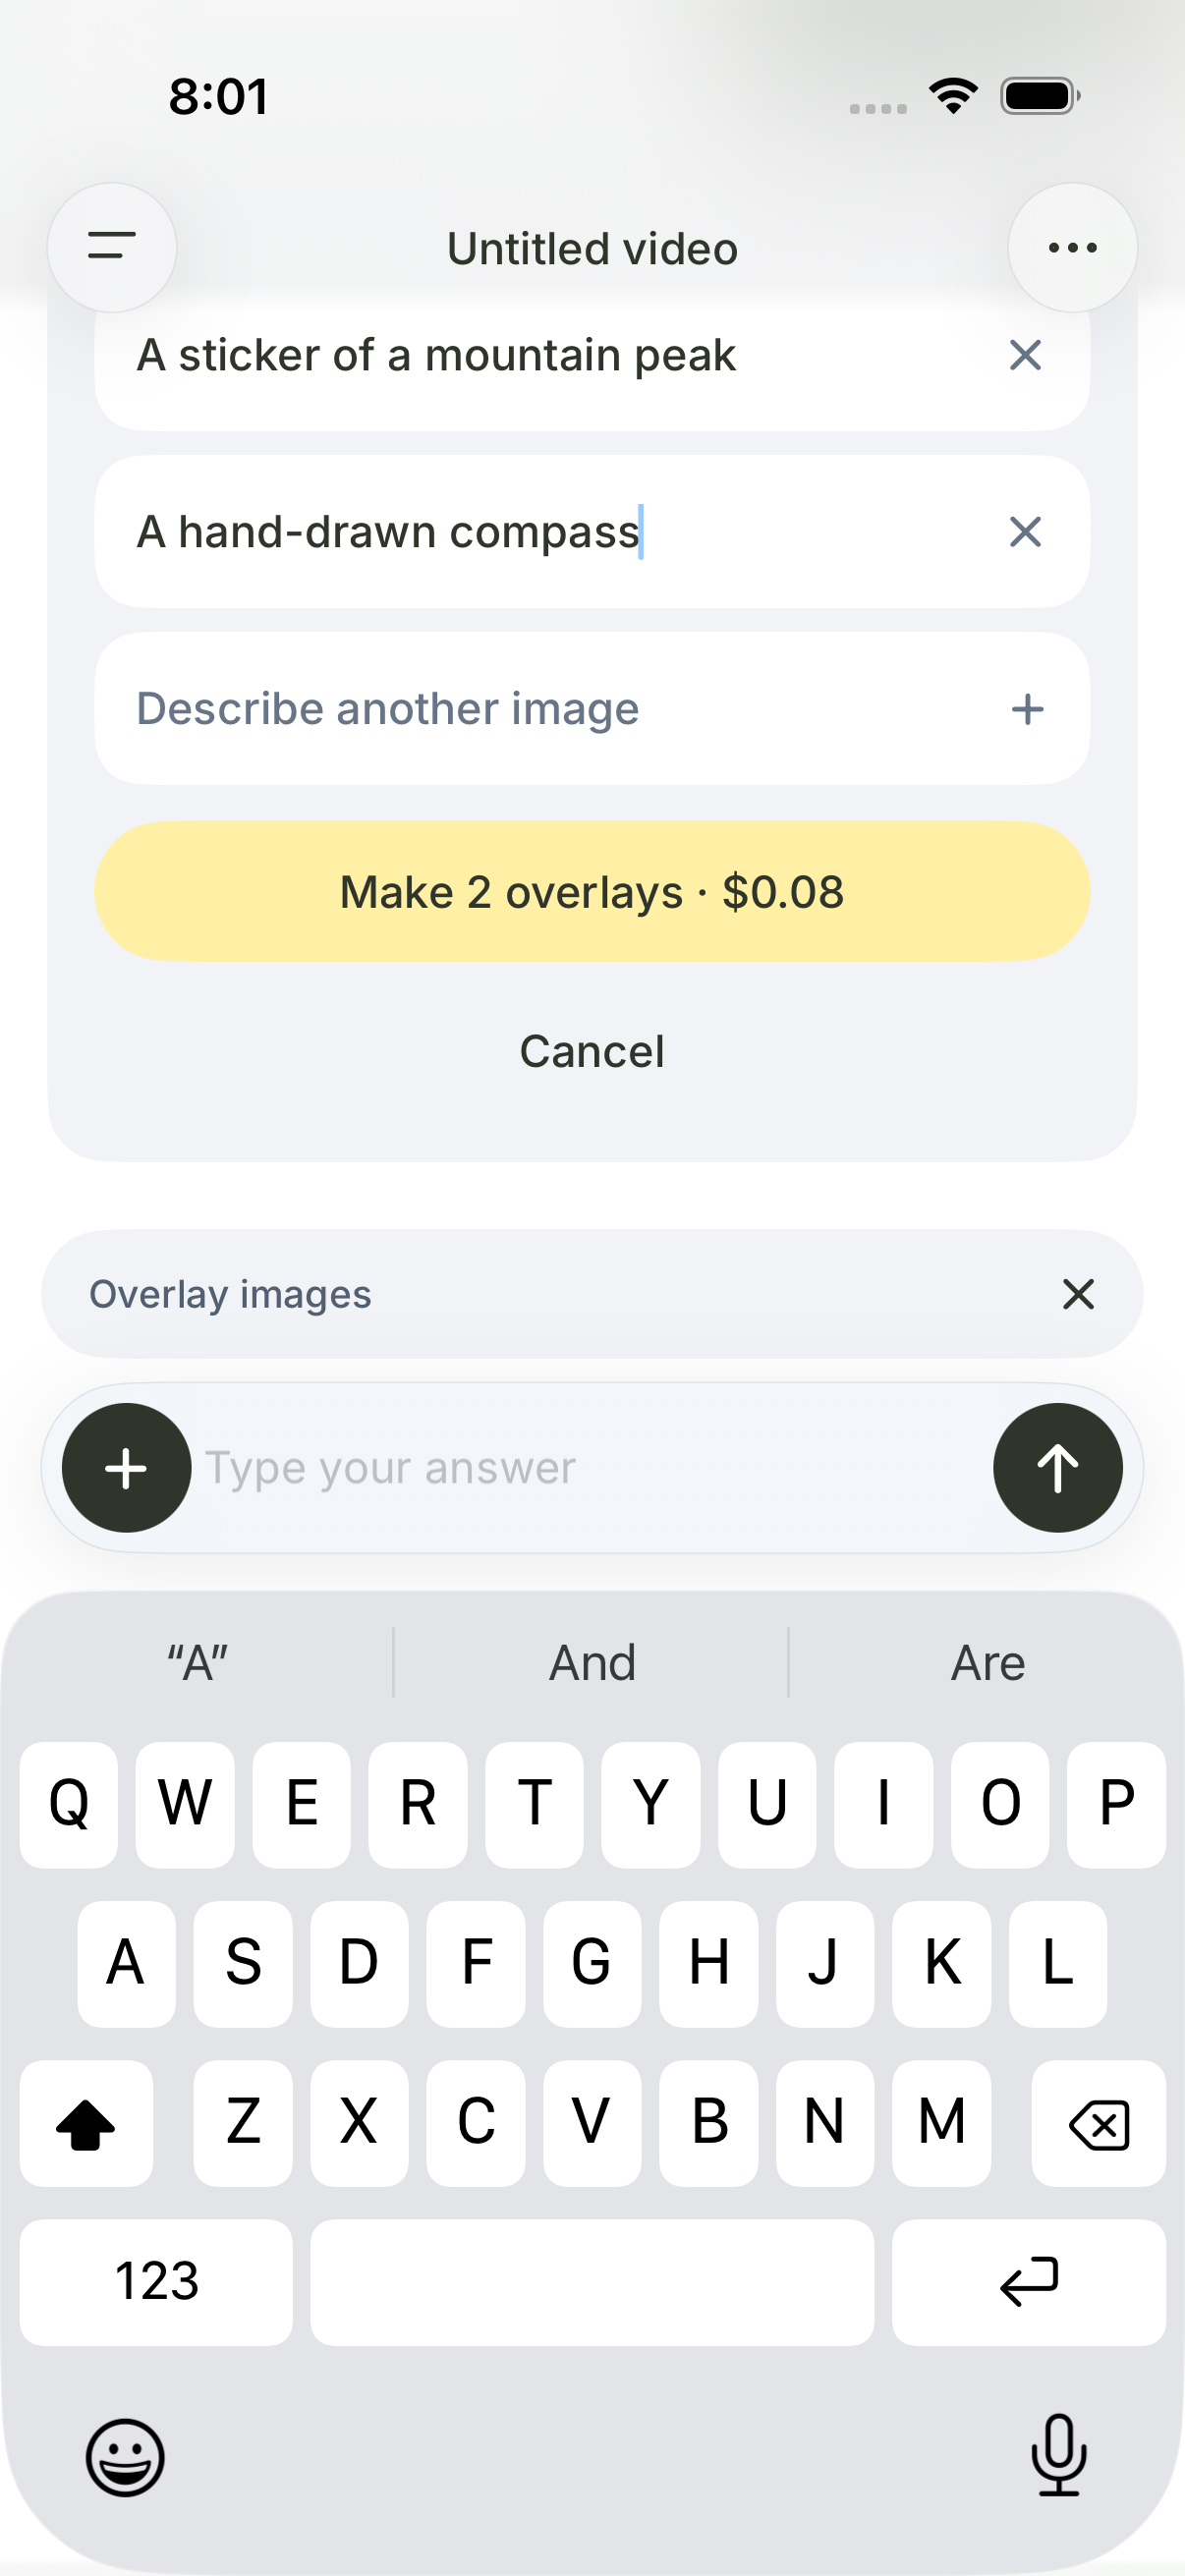 8:01
Untitled video
A sticker of a mountain peak
A hand-drawn compass
Describe another image
Make 2 overlays · $0.08
Cancel
Overlay images
Type your answer
“A” And Are
Q W E R T Y U I O P
A S D F G H J K L
Z X C V B N M
123